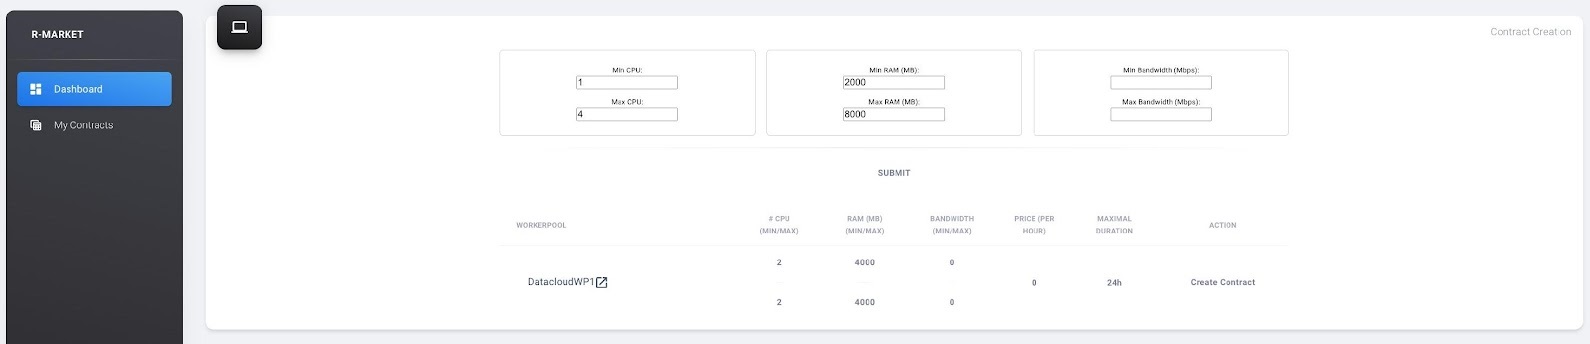 R-MARKET
Dashboard
My Contracts
Contract Creation
Min CPU:
1
Max CPU:
4
Min RAM (MB):
2000
Max RAM (MB):
8000
Min Bandwidth (Mbps):
Max Bandwidth (Mbps):
SUBMIT
WORKERPOOL
# CPU
(MIN/MAX)
RAM (MB)
(MIN/MAX)
BANDWIDTH
(MIN/MAX)
PRICE (PER
HOUR)
MAXIMAL
DURATION
ACTION
DatacloudWP1
2
2
4000
4000
0
0
0
24h
Create Contract